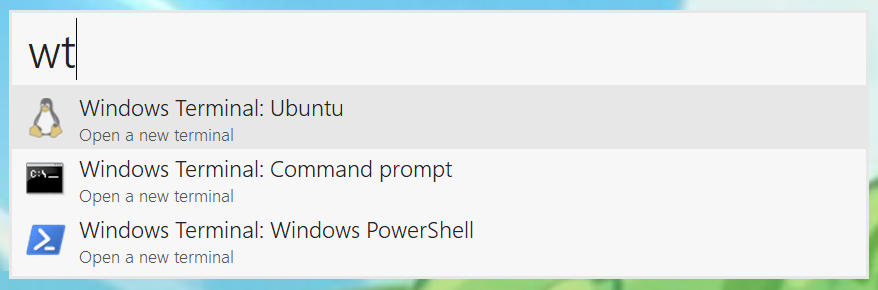 wt
Windows Terminal: Ubuntu
Open a new terminal
C:\_
Windows Terminal: Command prompt
Open a new terminal
Windows Terminal: Windows PowerShell
Open a new terminal